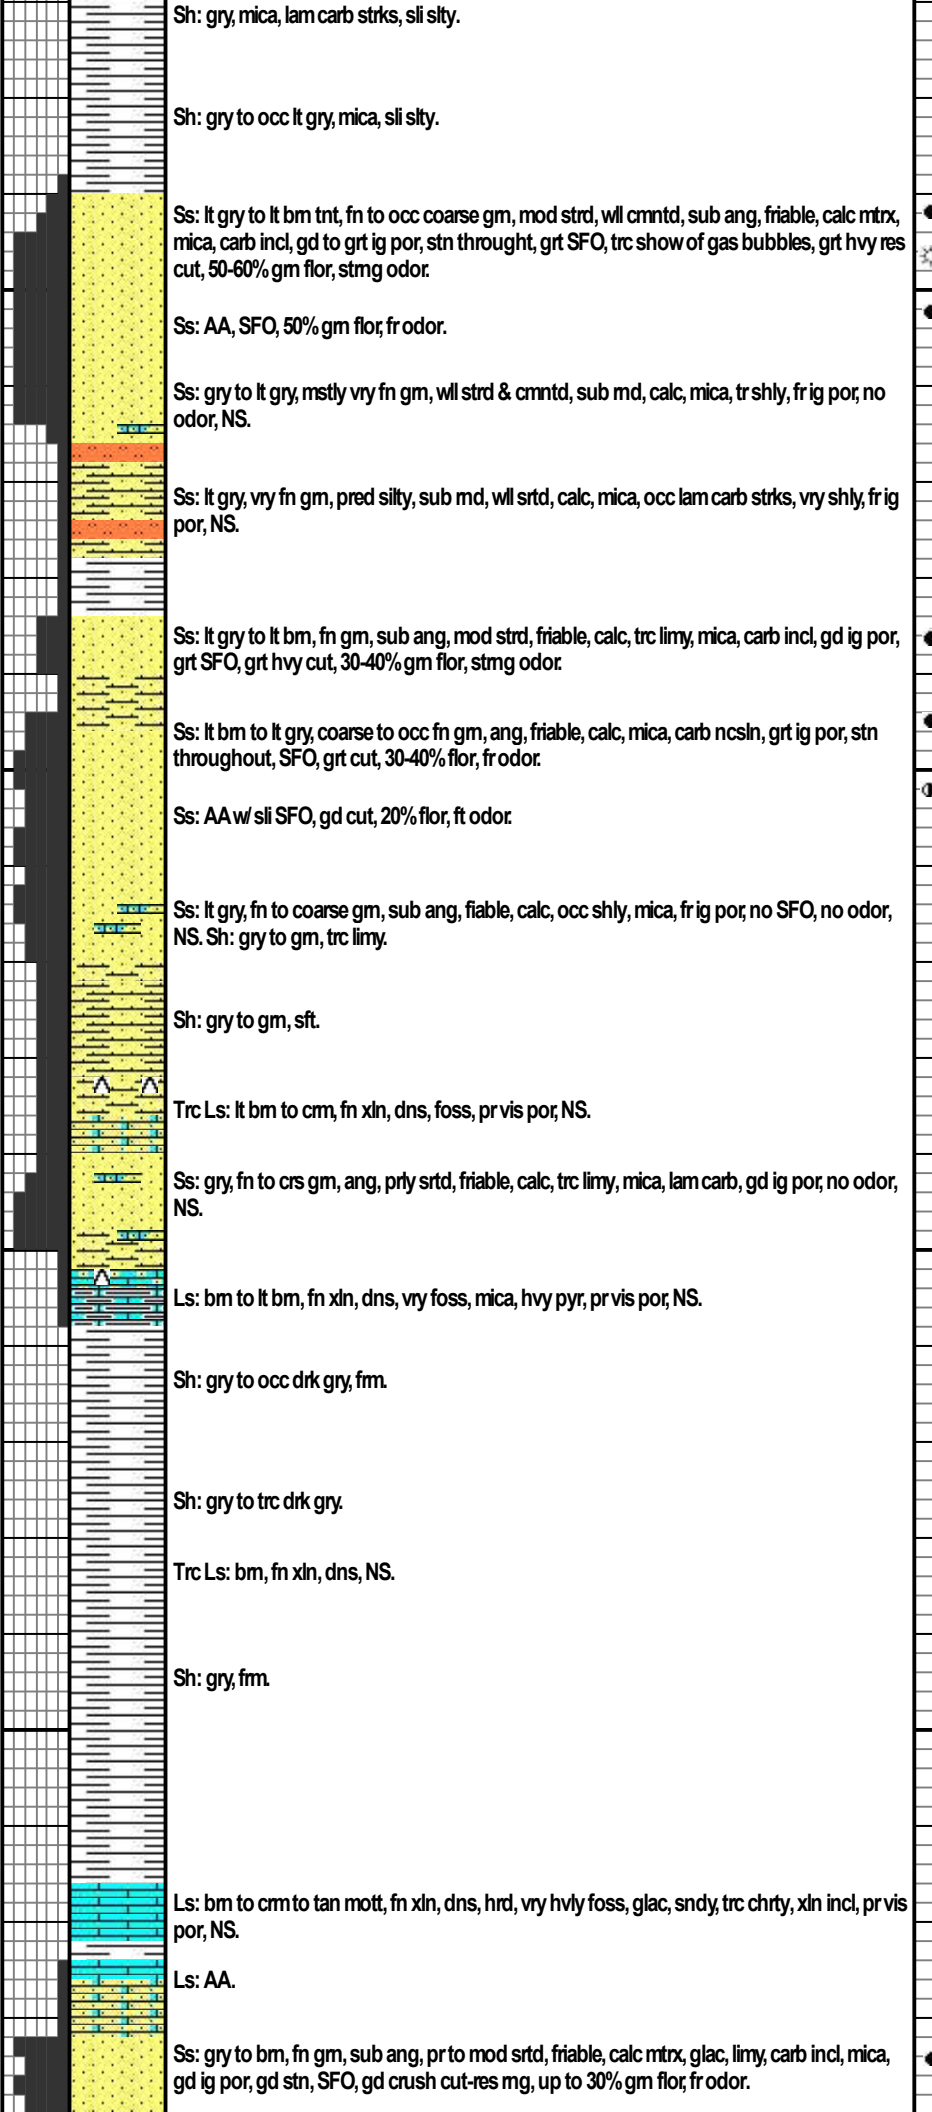 Sh: gry, mica, lam carb strks, sli slty.
Sh: gry to occ lt gry, mica, sli slty.
Ss: lt gry to lt brn tnt, fn to occ coarse grn, mod strd, wll cmntd, sub ang, friable, calc mtrx,
mica, carb incl, gd to grt ig por, stn throught, grt SFO, trc show of gas bubbles, grt hvy res
cut, 50-60% grn flor, strng odor.
Ss: AA, SFO, 50% grn flor, fr odor.
Ss: gry to lt gry, mstly vry fn grn, wll strd & cmntd, sub rnd, calc, mica, tr shly, fr ig por, no
odor, NS.
Ss: lt gry, vry fn grn, pred silty, sub rnd, wll srtd, calc, mica, occ lam carb strks, vry shly, fr ig
por, NS.
Ss: lt gry to lt brn, fn grn, sub ang, mod strd, friable, calc, trc limy, mica, carb incl, gd ig por,
grt SFO, grt hvy cut, 30-40% grn flor, strng odor.
Ss: lt brn to lt gry, coarse to occ fn grn, ang, friable, calc, mica, carb ncsln, grt ig por, stn
throughout, SFO, grt cut, 30-40% flor, fr odor.
Ss: AA w/ sli SFO, gd cut, 20% flor, ft odor.
Ss: lt gry, fn to coarse grn, sub ang, fiable, calc, occ shly, mica, fr ig por, no SFO, no odor,
NS. Sh: gry to grn, trc limy.
Sh: gry to grn, sft.
Trc Ls: lt brn to crm, fn xln, dns, foss, pr vis por, NS.
Ss: gry, fn to crs grn, ang, prly srtd, friable, calc, trc limy, mica, lam carb, gd ig por, no odor,
NS.
Ls: brn to lt brn, fn xln, dns, vry foss, mica, hvy pyr, pr vis por, NS.
Sh: gry to occ drk gry, frm.
Sh: gry to trc drk gry.
Trc Ls: brn, fn xln, dns, NS.
Sh: gry, frm.
Ls: brn to crm to tan mott, fn xln, dns, hrd, vry hvly foss, glac, sndy, trc chrty, xln incl, pr vis
por, NS.
Ls: AA.
Ss: gry to brn, fn grn, sub ang, pr to mod srtd, friable, calc mtrx, glac, limy, carb incl, mica,
gd ig por, gd stn, SFO, gd crush cut-res rng, up to 30% grn flor, fr odor.